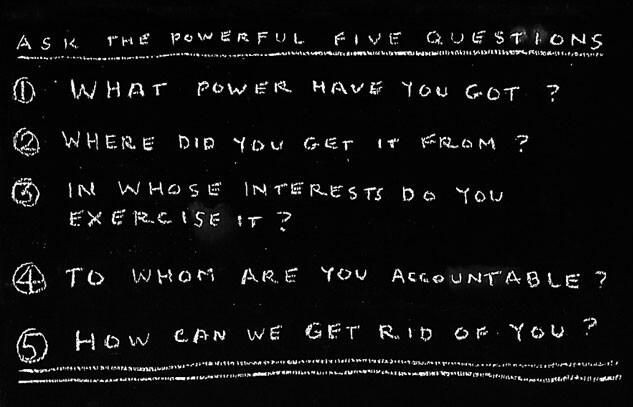 ASK THE POWERFUL FIVE QUESTIONS
① WHAT POWER HAVE YOU GOT ?
② WHERE DID YOU GET IT FROM ?
③ IN WHOSE INTERESTS DO YOU
EXERCISE IT ?
④ TO WHOM ARE YOU ACCOUNTABLE ?
⑤ HOW CAN WE GET RID OF YOU ?